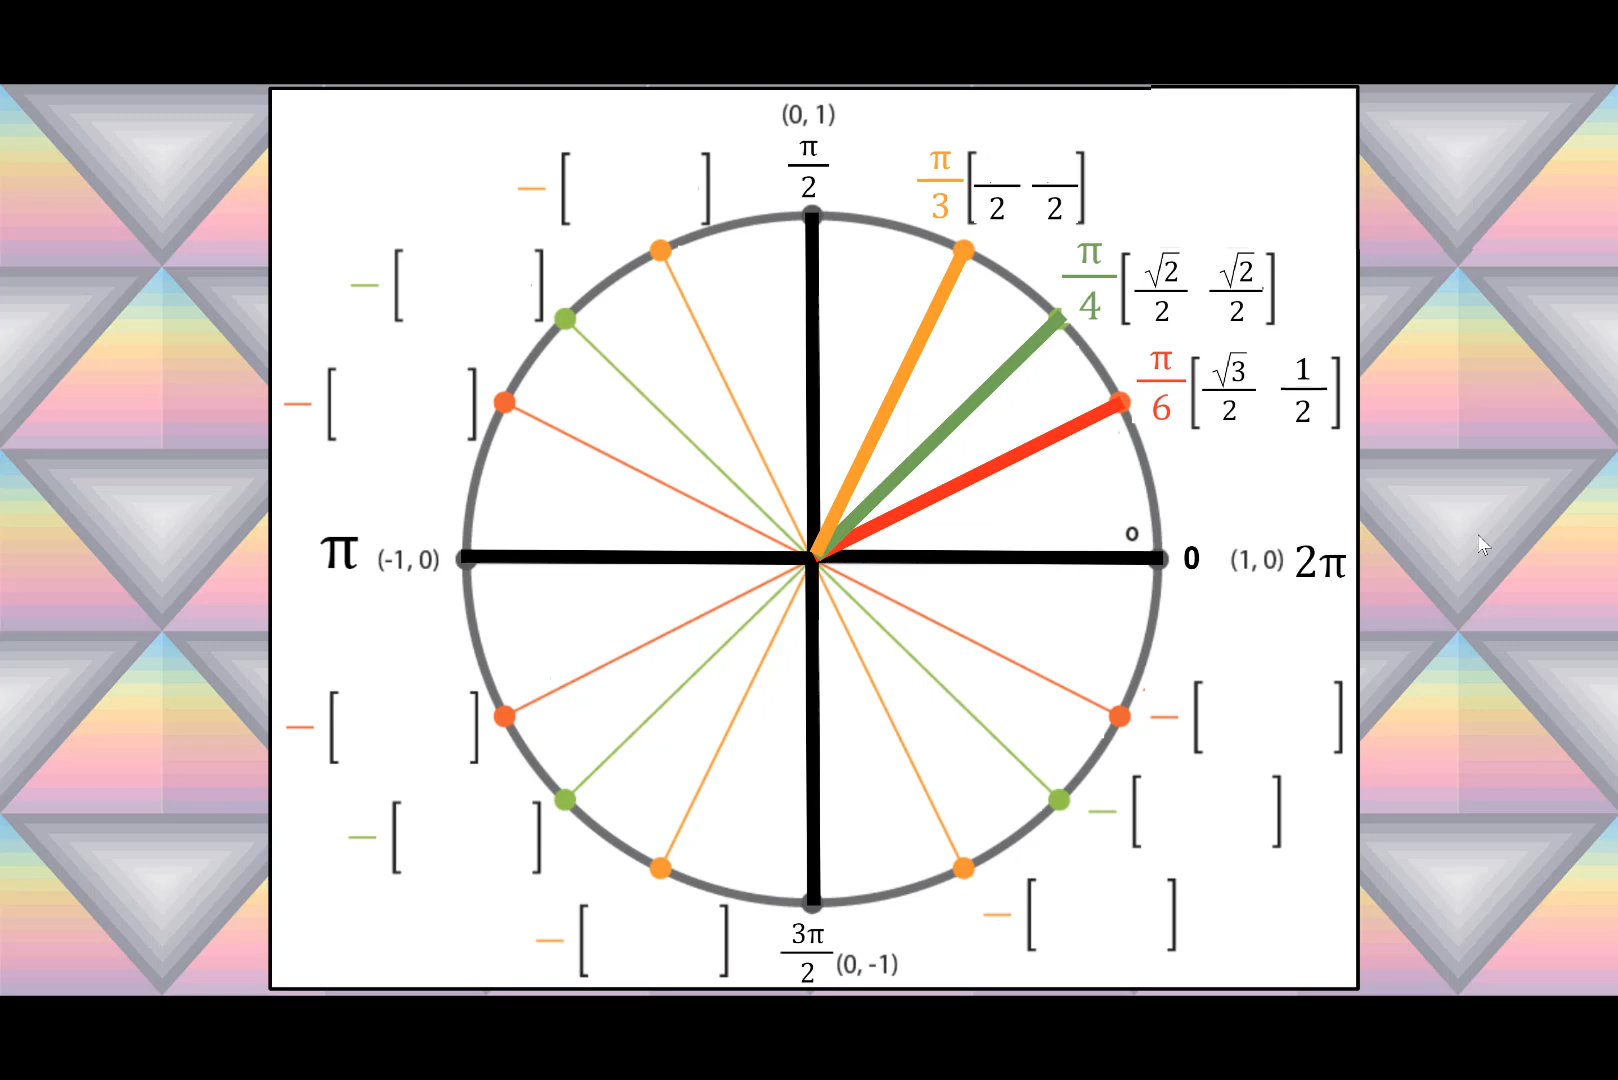 (0, 1)
π/2
π/3 [ /2 /2 ]
π/4 [ √2/2 √2/2 ]
π/6 [ √3/2 1/2 ]
– [ ]
– [ ]
– [ ]
π (-1, 0)
o
0 (1, 0) 2π
– [ ]
– [ ]
– [ ]
– [ ]
– [ ]
– [ ]
3π/2 (0, -1)